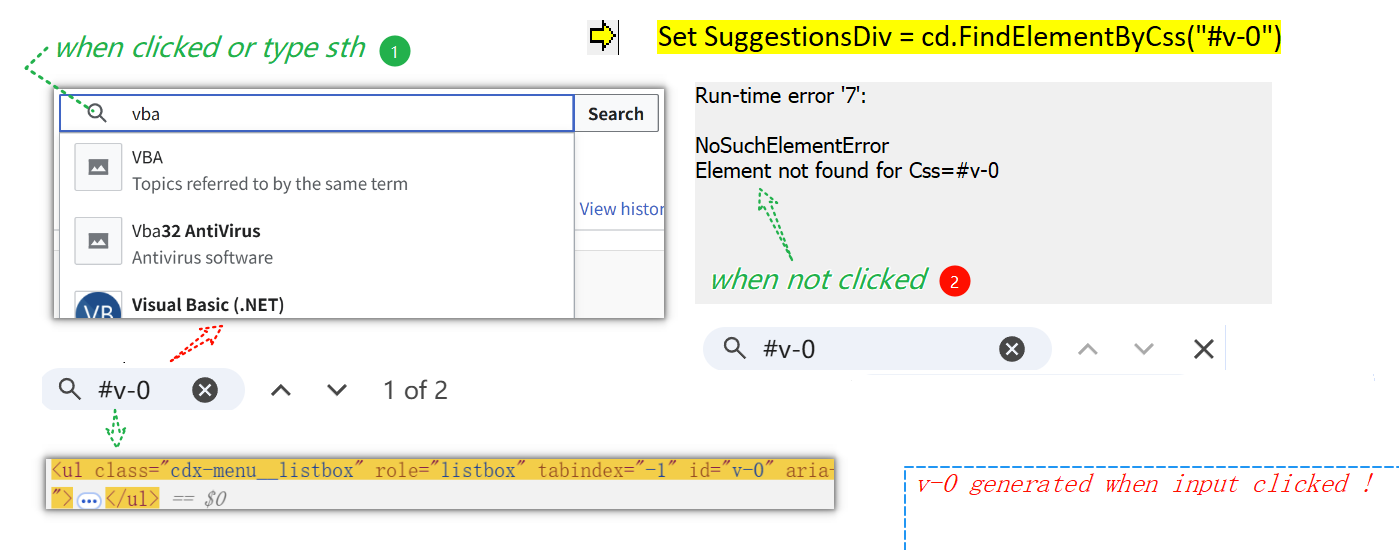 when clicked or type sth 1
Set SuggestionsDiv = cd.FindElementByCss("#v-0")
vba
Search
VBA
Topics referred to by the same term
Vba32 AntiVirus
Antivirus software
VB
Visual Basic (.NET)
View histor
Run-time error '7':
NoSuchElementError
Element not found for Css=#v-0
when not clicked 2
#v-0
#v-0
1 of 2
<ul class="cdx-menu__listbox" role="listbox" tabindex="-1" id="v-0" aria-
">…</ul> == $0
v-0 generated when input clicked !